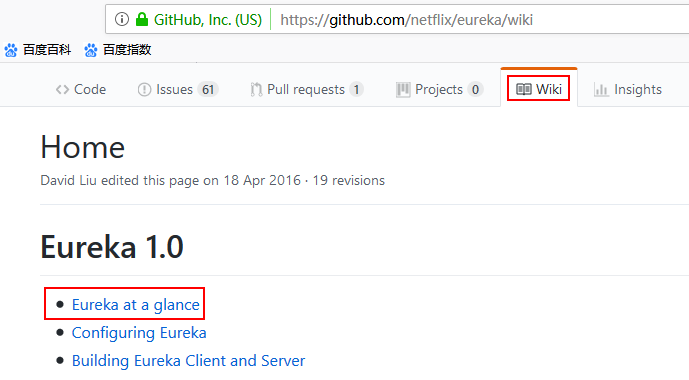 GitHub, Inc. (US) https://github.com/netflix/eureka/wiki
百度百科 百度指数
Code Issues 61 Pull requests 1 Projects 0 Wiki Insights
Home
David Liu edited this page on 18 Apr 2016 · 19 revisions
Eureka 1.0
Eureka at a glance
Configuring Eureka
Building Eureka Client and Server